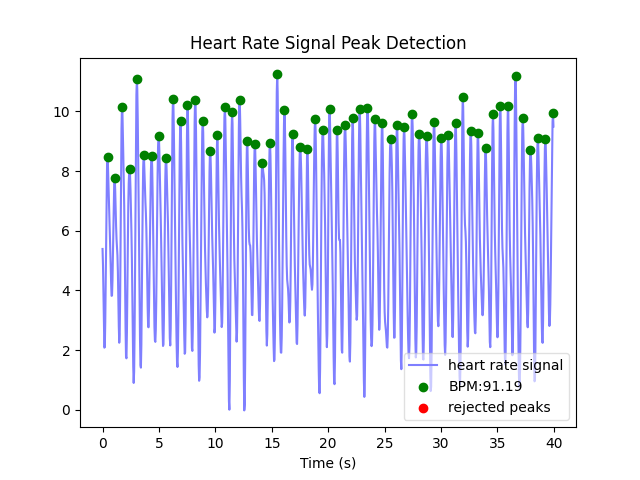 Heart Rate Signal Peak Detection
10
8
6
4
2
0
heart rate signal
BPM:91.19
rejected peaks
0 5 10 15 20 25 30 35 40
Time (s)